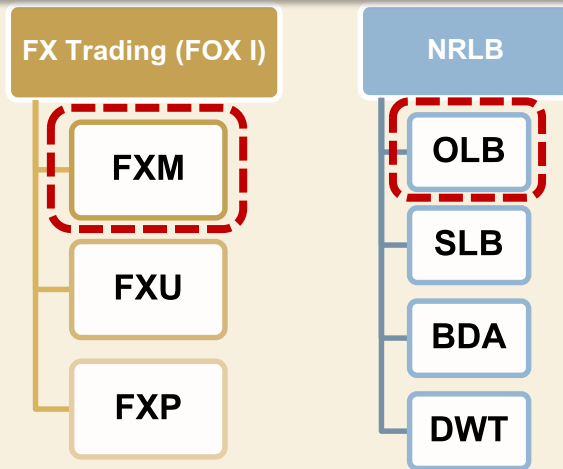 FX Trading (FOX I)
FXM
FXU
FXP
NRLB
OLB
SLB
BDA
DWT